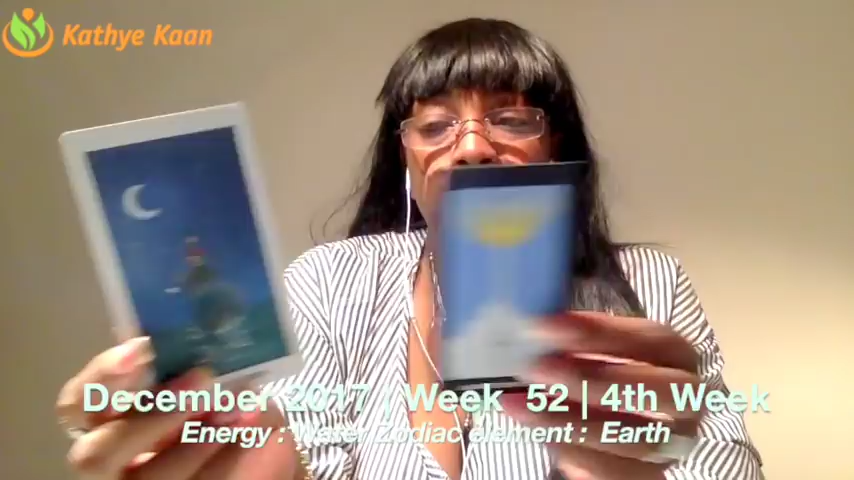 Kathye Kaan
December 2017 | Week 52 | 4th Week
Energy : Water Zodiac element : Earth